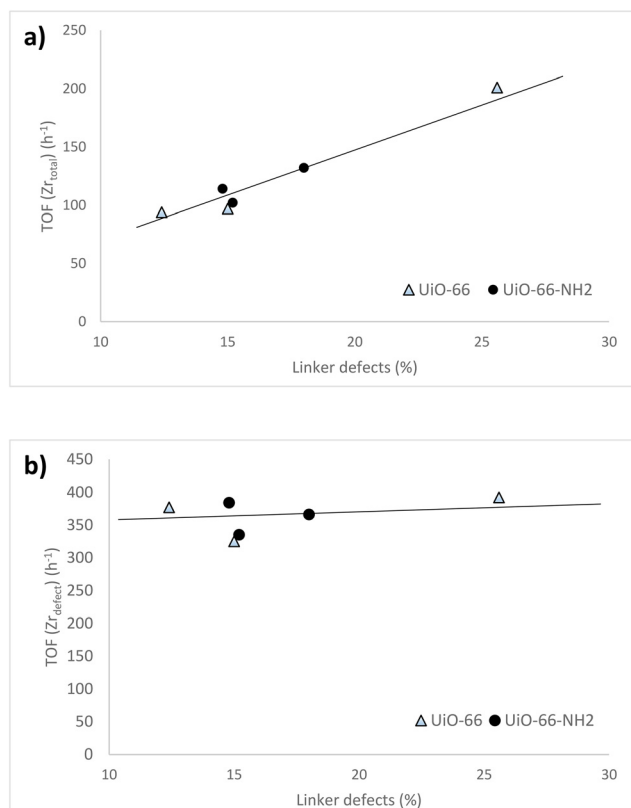 a)
250
200
150
100
50
0
TOF (Zr_total) (h⁻¹)
UiO-66 UiO-66-NH2
10 15 20 25 30
Linker defects (%)
b)
450
400
350
300
250
200
150
100
50
0
TOF (Zr_defect) (h⁻¹)
UiO-66 UiO-66-NH2
10 15 20 25 30
Linker defects (%)